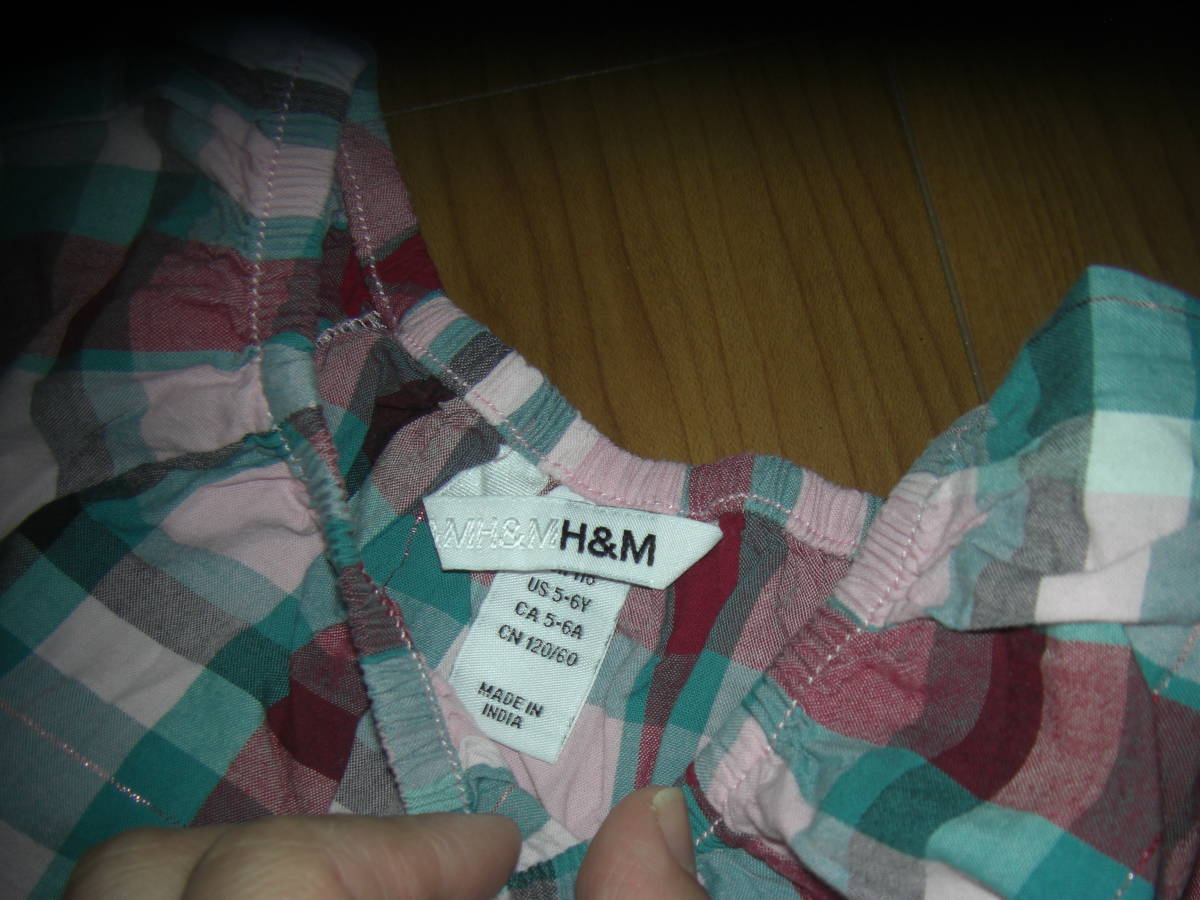 H&M H&M
US 5-6Y
CA 5-6A
CN 120/60
MADE IN
INDIA